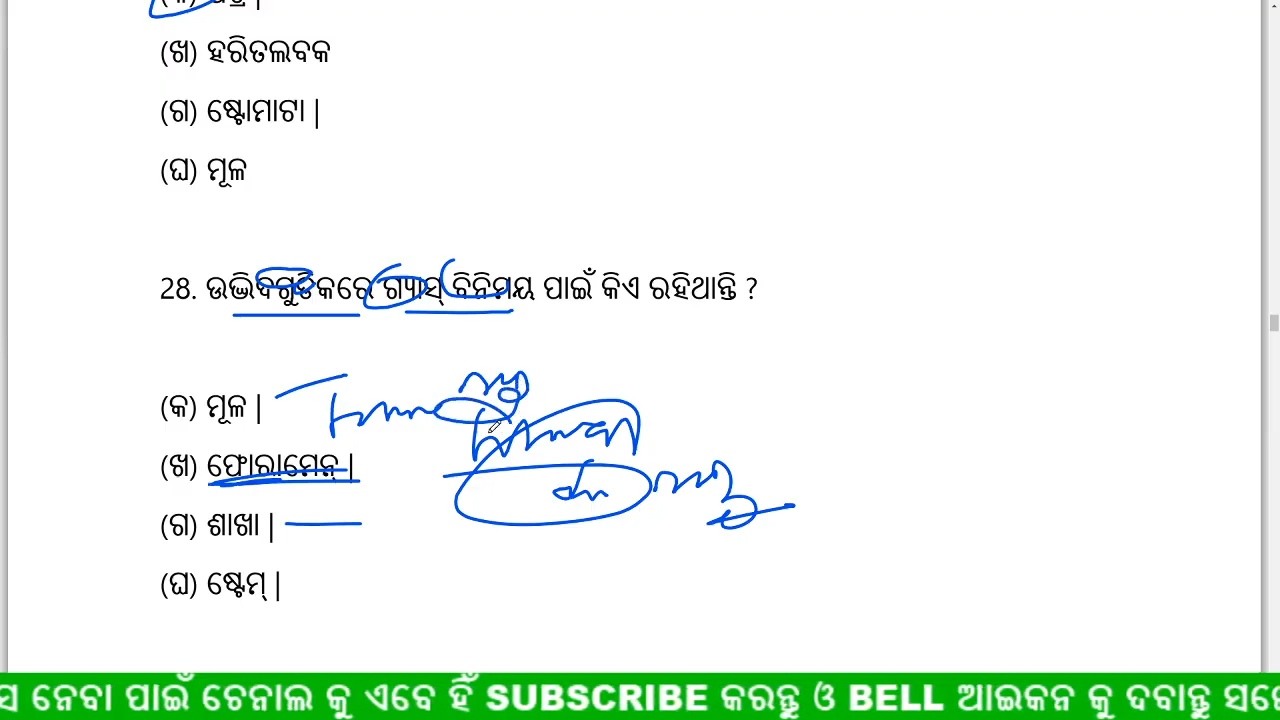 (ଖ) ହରିତଲବକ
(ଗ) ଷ୍ଟୋମାଟା |
(ଘ) ମୂଳ
28. ଉଦ୍ଭିଦଗୁଡିକରେ ଗ୍ୟାସ୍ ବିନିମୟ ପାଇଁ କିଏ ରହିଥାନ୍ତି ?
(କ) ମୂଳ |
(ଖ) ଫୋରାମେନ୍ |
(ଗ) ଶାଖା |
(ଘ) ଷ୍ଟେମ୍ |
ନେବା ପାଇଁ ଚେନାଲ କୁ ଏବେ ହିଁ SUBSCRIBE କରନ୍ତୁ ଓ BELL ଆଇକନ କୁ ଦବାନ୍ତୁ